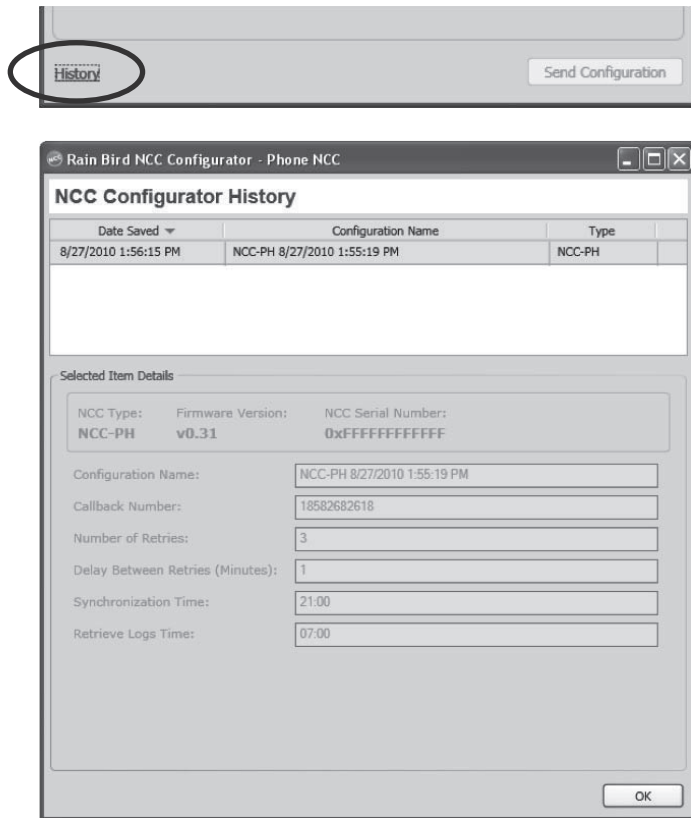 History
Send Configuration
Rain Bird NCC Configurator - Phone NCC
NCC Configurator History
Date Saved Configuration Name Type
8/27/2010 1:56:15 PM NCC-PH 8/27/2010 1:55:19 PM NCC-PH
Selected Item Details
NCC Type: Firmware Version: NCC Serial Number:
NCC-PH v0.31 0xFFFFFFFFFFFF
Configuration Name: NCC-PH 8/27/2010 1:55:19 PM
Callback Number: 18582682618
Number of Retries: 3
Delay Between Retries (Minutes): 1
Synchronization Time: 21:00
Retrieve Logs Time: 07:00
OK